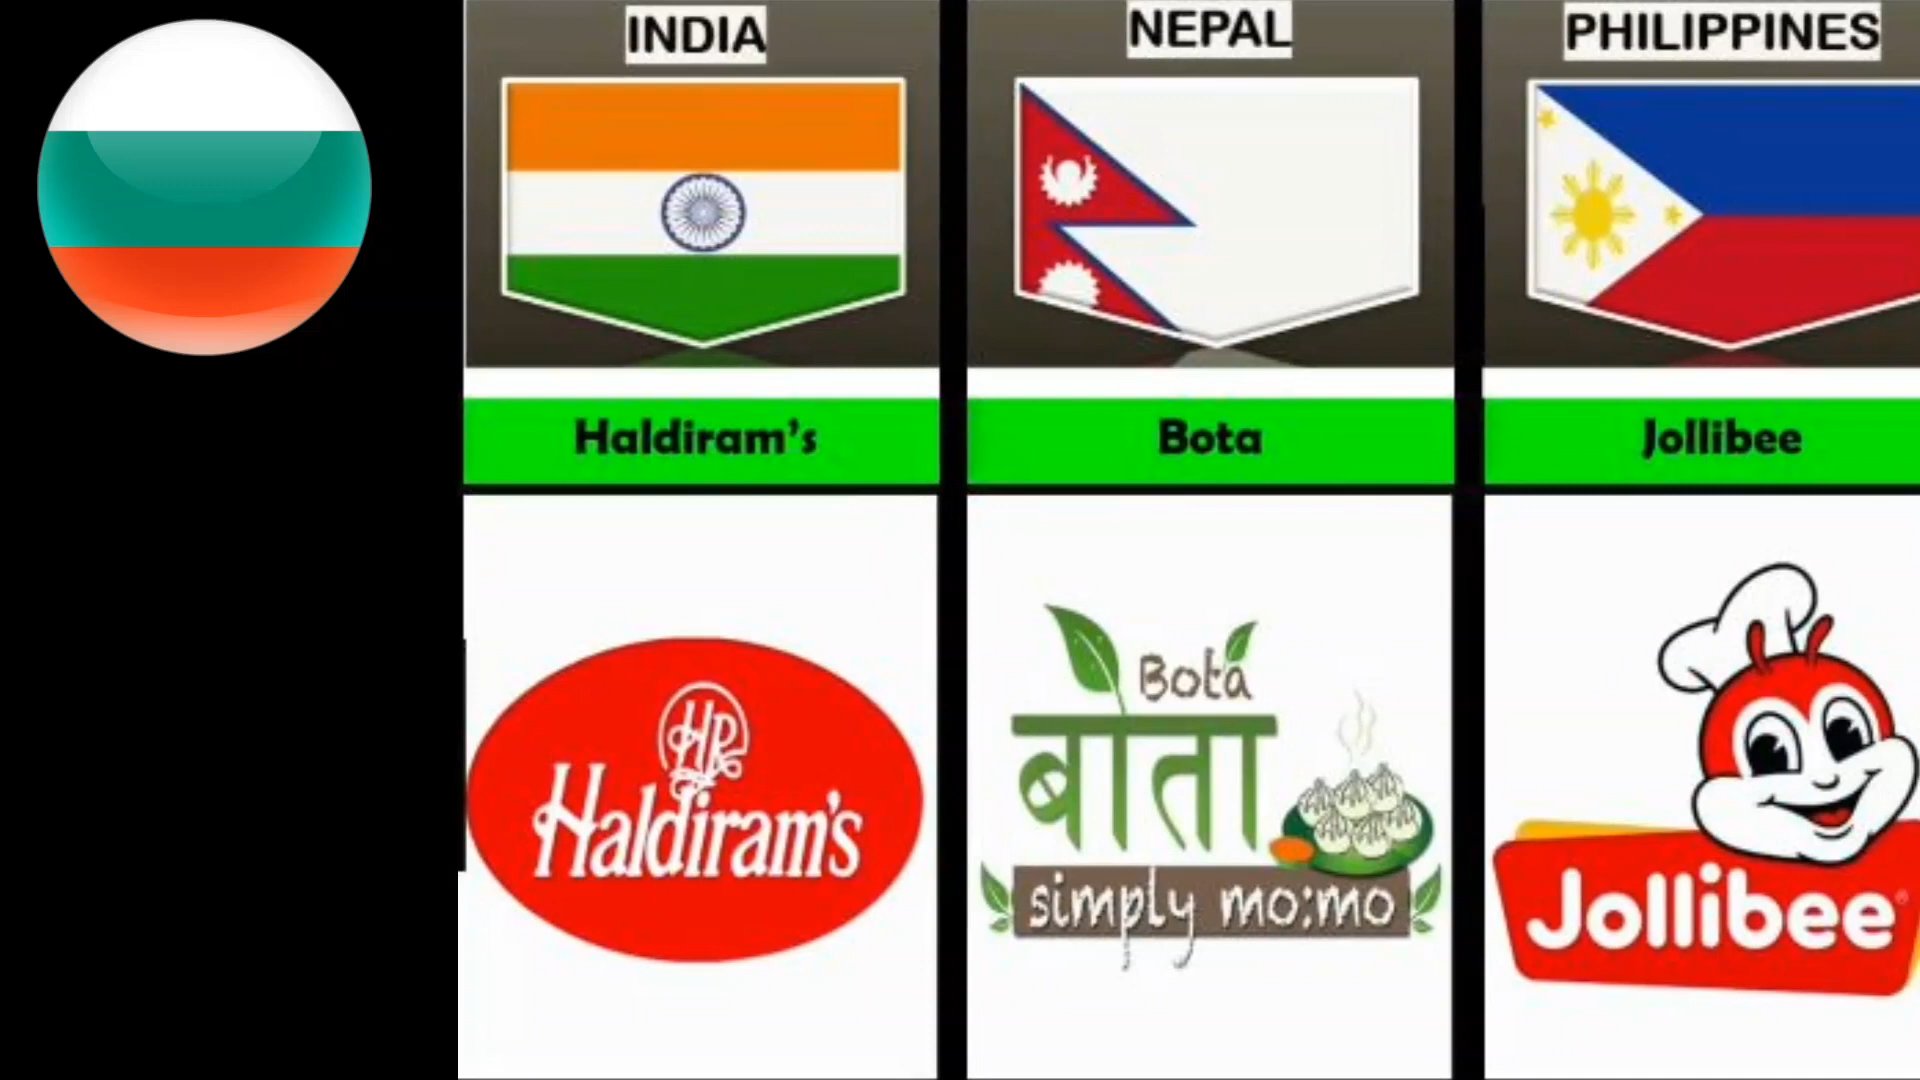 INDIA
NEPAL
PHILIPPINES
Haldiram's
Bota
Jollibee
HR
Haldiram's
Bota
बोता
simply mo:mo
Jollibee®